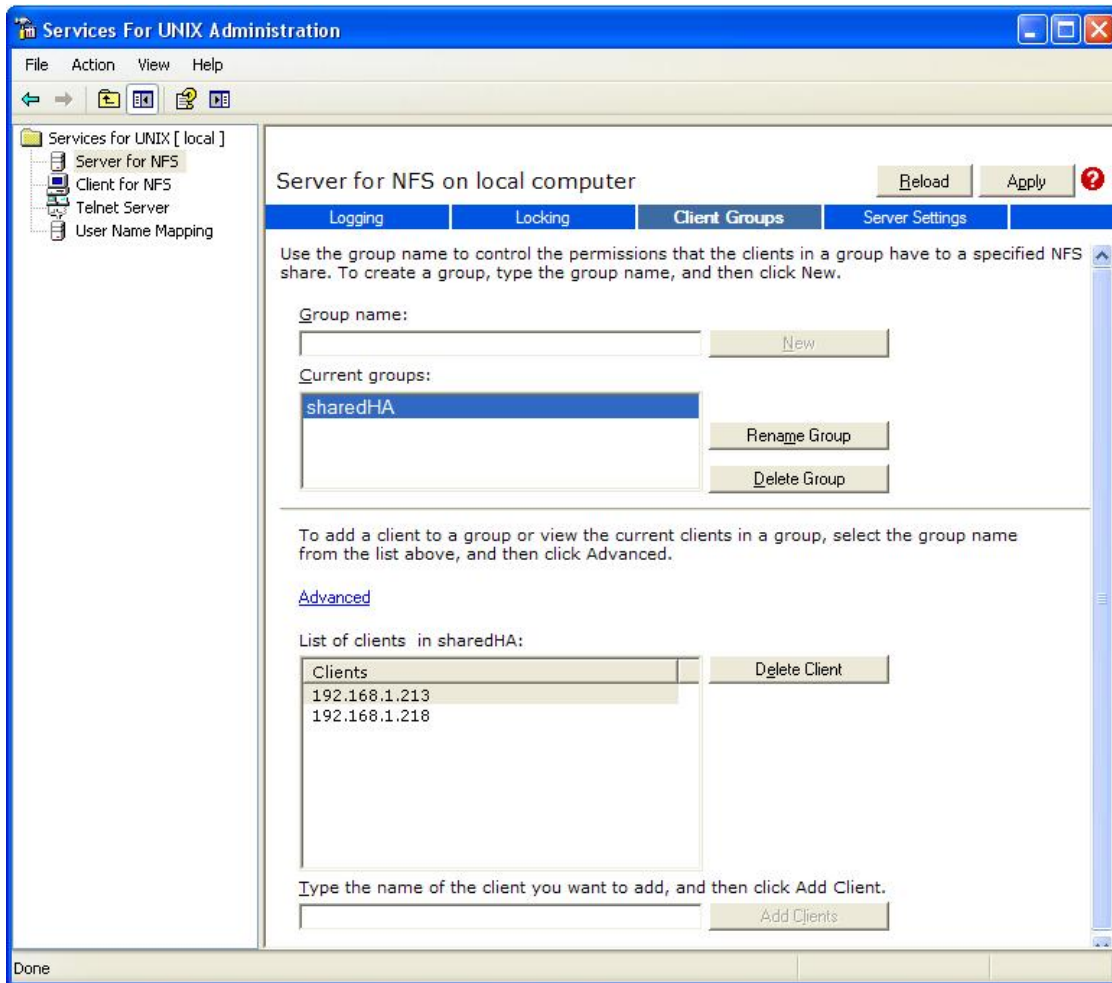 Services For UNIX Administration
File Action View Help
Services for UNIX [ local ]
Server for NFS
Client for NFS
Telnet Server
User Name Mapping
Server for NFS on local computer
Reload
Apply
?
Logging
Locking
Client Groups
Server Settings
Use the group name to control the permissions that the clients in a group have to a specified NFS
share. To create a group, type the group name, and then click New.
Group name:
New
Current groups:
sharedHA
Rename Group
Delete Group
To add a client to a group or view the current clients in a group, select the group name
from the list above, and then click Advanced.
Advanced
List of clients in sharedHA:
Clients
Delete Client
192.168.1.213
192.168.1.218
Type the name of the client you want to add, and then click Add Client.
Add Clients
Done